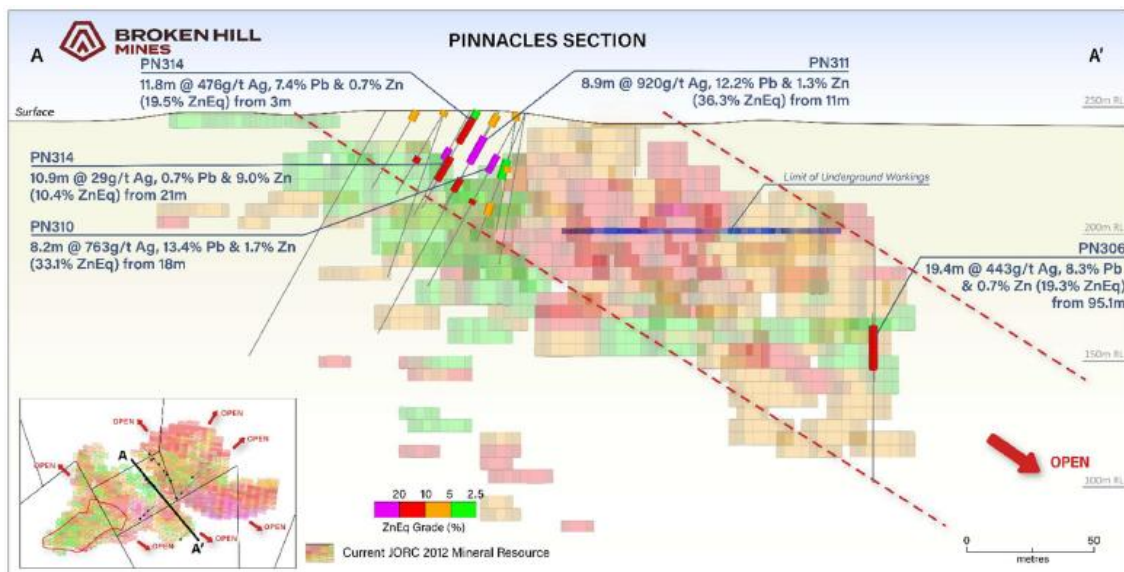 BROKEN HILL
MINES
PINNACLES SECTION
A
A'
PN314
11.8m @ 476g/t Ag, 7.4% Pb & 0.7% Zn
(19.5% ZnEq) from 3m
PN311
8.9m @ 920g/t Ag, 12.2% Pb & 1.3% Zn
(36.3% ZnEq) from 11m
Surface
250m RL
PN314
10.9m @ 29g/t Ag, 0.7% Pb & 9.0% Zn
(10.4% ZnEq) from 21m
Limit of Underground Workings
PN310
8.2m @ 763g/t Ag, 13.4% Pb & 1.7% Zn
(33.1% ZnEq) from 18m
200m RL
PN306
19.4m @ 443g/t Ag, 8.3% Pb
& 0.7% Zn (19.3% ZnEq)
from 95.1m
150m RL
OPEN
100m RL
OPEN
OPEN
OPEN
OPEN
A
OPEN
OPEN
A'
OPEN
20 10 5 2.5
ZnEq Grade (%)
Current JORC 2012 Mineral Resource
0 50
metres